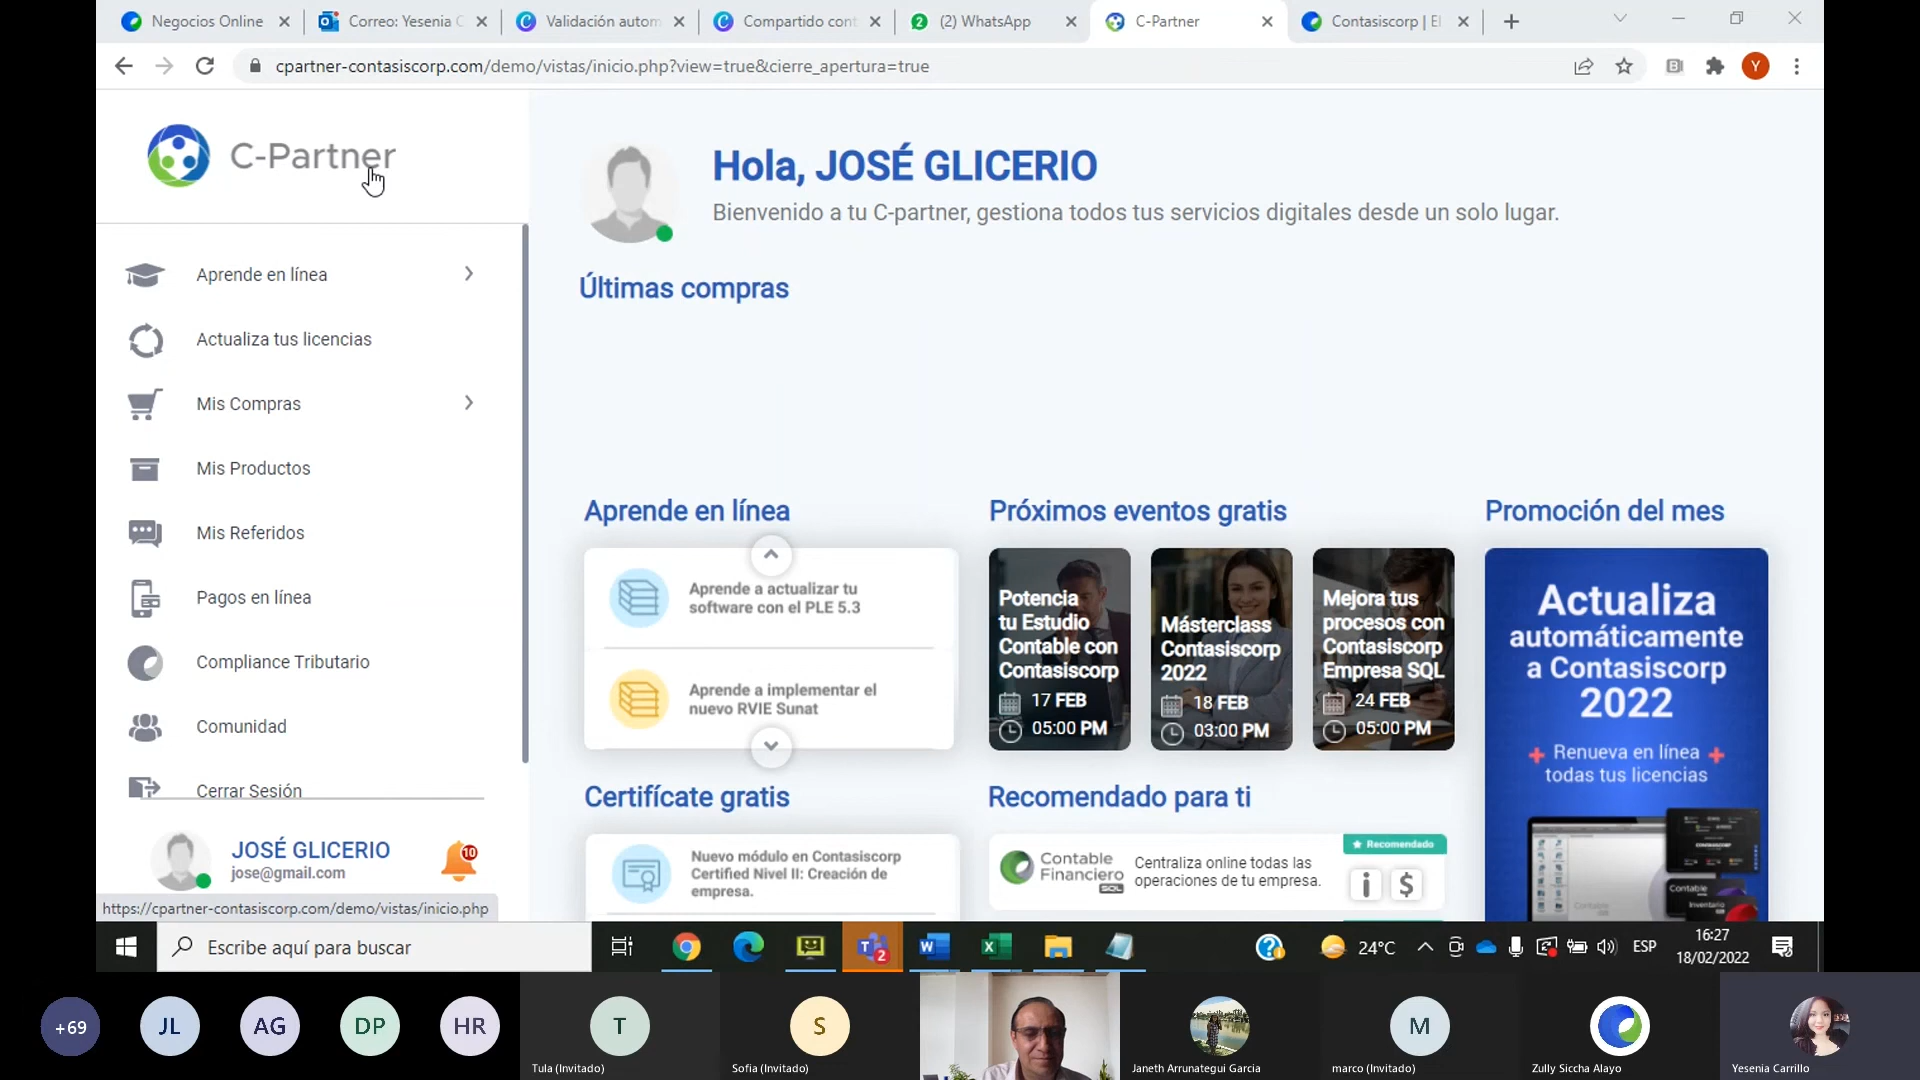 Negocios Online
Correo: Yesenia C
Validación autom
Compartido con
2
(2) WhatsApp
C-Partner
Contasiscorp | El
cpartner-contasiscorp.com/demo/vistas/inicio.php?view=true&cierre_apertura=true
Y
C-Partner
Hola, JOSÉ GLICERIO
Bienvenido a tu C-partner, gestiona todos tus servicios digitales desde un solo lugar.
Aprende en línea
Actualiza tus licencias
Mis Compras
Mis Productos
Mis Referidos
Pagos en línea
Compliance Tributario
Comunidad
Cerrar Sesión
JOSÉ GLICERIO
jose@gmail.com
10
https://cpartner-contasiscorp.com/demo/vistas/inicio.php
Últimas compras
Aprende en línea
Aprende a actualizar tu
software con el PLE 5.3
Aprende a implementar el
nuevo RVIE Sunat
Próximos eventos gratis
Potencia
tu Estudio
Contable con
Contasiscorp
17 FEB
05:00 PM
Másterclass
Contasiscorp
2022
18 FEB
03:00 PM
Mejora tus
procesos con
Contasiscorp
Empresa SQL
24 FEB
05:00 PM
Promoción del mes
Actualiza
automáticamente
a Contasiscorp
2022
+ Renueva en línea +
todas tus licencias
Certifícate gratis
Nuevo módulo en Contasiscorp
Certified Nivel II: Creación de
empresa.
Recomendado para ti
Contable
Financiero
SQL
Centraliza online todas las
operaciones de tu empresa.
Recomendado
Contable
Inventario
Escribe aquí para buscar
2
24°C
ESP
16:27
18/02/2022
+69
JL
AG
DP
HR
T
Tula (Invitado)
S
Sofia (Invitado)
Janeth Arrunategui Garcia
M
marco (Invitado)
Zully Siccha Alayo
Yesenia Carrillo